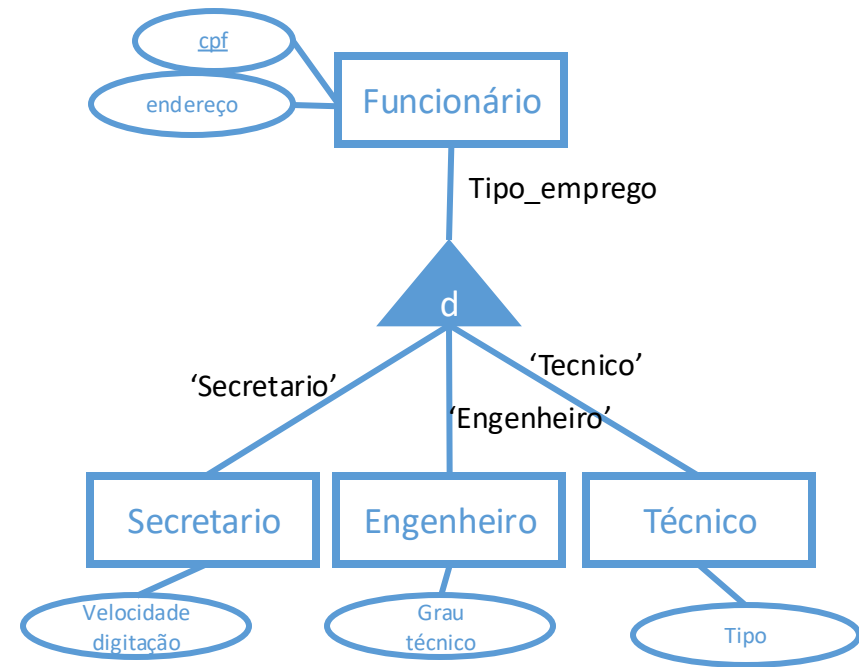 cpf
endereço
Funcionário
Tipo_emprego
d
‘Secretario’
‘Tecnico’
‘Engenheiro’
Secretario
Engenheiro
Técnico
Velocidade
digitação
Grau
técnico
Tipo